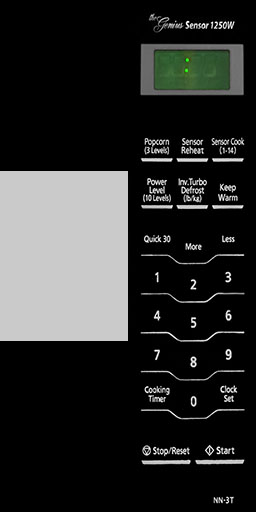 the Genius Sensor 1250W
Popcorn Sensor Sensor Cook
(3 Levels) Reheat (1-14)
Power Inv.Turbo Keep
Level Defrost Warm
(10 Levels) (lb/kg)
Quick 30 More Less
1 2 3
4 5 6
7 8 9
Cooking 0 Clock
Timer Set
Stop/Reset Start
NN-3T